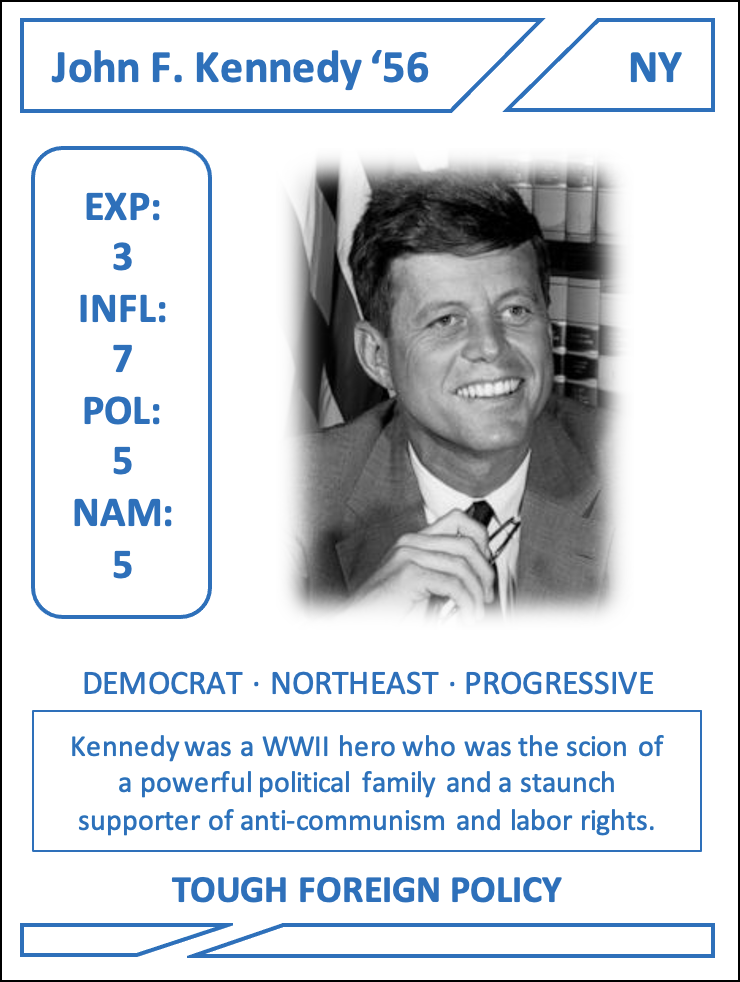 John F. Kennedy ‘56
NY
EXP:
3
INFL:
7
POL:
5
NAM:
5
DEMOCRAT · NORTHEAST · PROGRESSIVE
Kennedy was a WWII hero who was the scion of
a powerful political family and a staunch
supporter of anti-communism and labor rights.
TOUGH FOREIGN POLICY